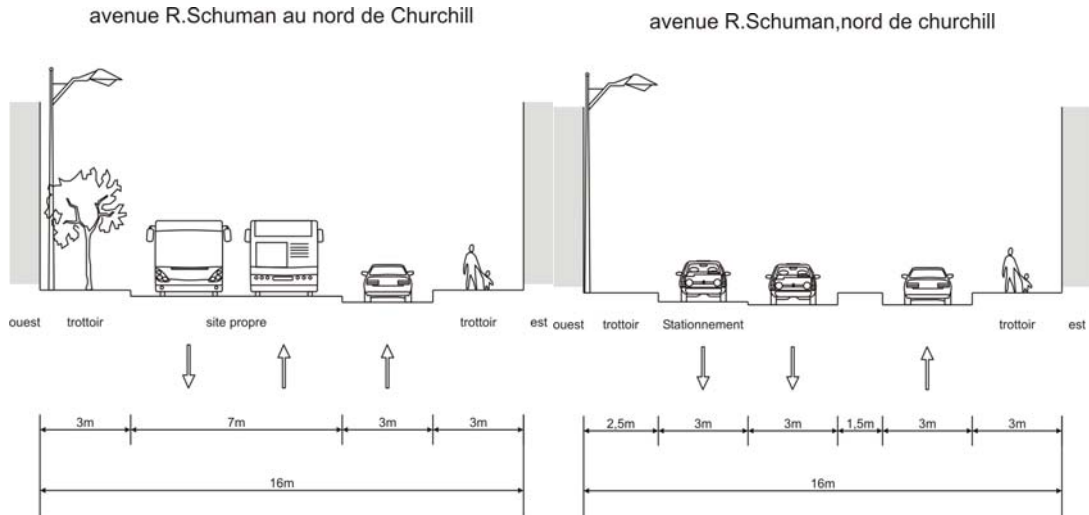 avenue R.Schuman au nord de Churchill
ouest trottoir site propre trottoir est
3m 7m 3m 3m
16m
avenue R.Schuman,nord de churchill
ouest trottoir Stationnement trottoir est
2,5m 3m 3m 1,5m 3m 3m
16m